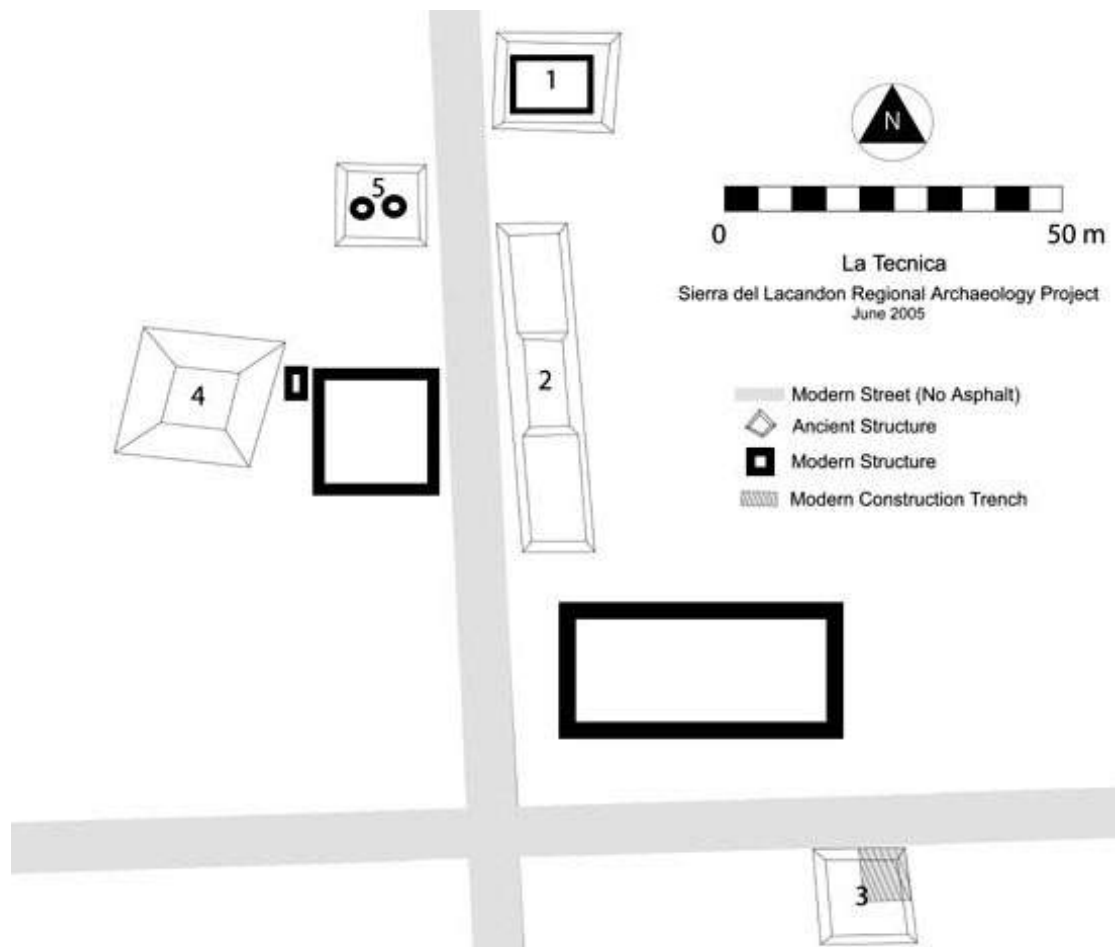 1
N
5
0 50 m
La Tecnica
Sierra del Lacandon Regional Archaeology Project
June 2005
2
4
Modern Street (No Asphalt)
Ancient Structure
Modern Structure
Modern Construction Trench
3